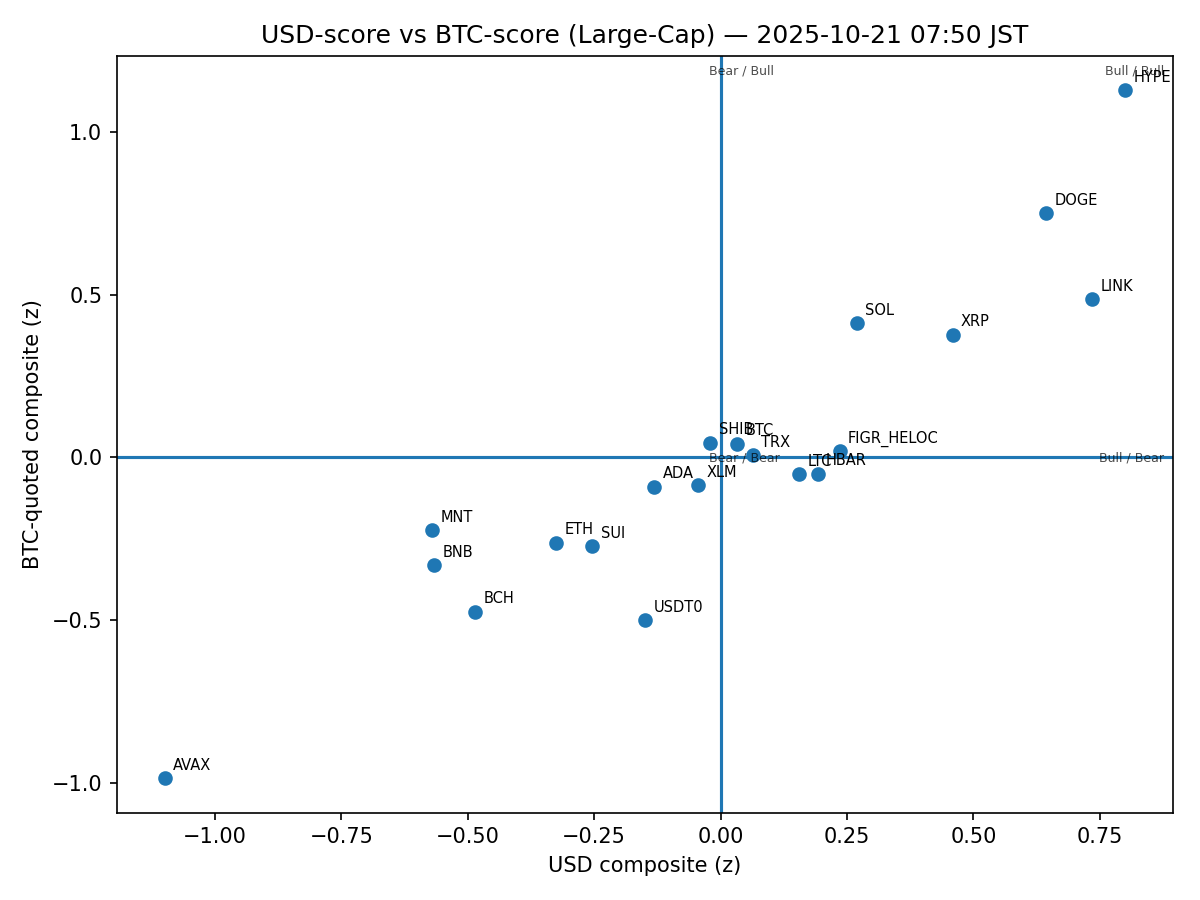 USD-score vs BTC-score (Large-Cap) — 2025-10-21 07:50 JST
Bear / Bull
Bull / Bull
HYPE
1.0
DOGE
0.5
LINK
SOL
XRP
SHIB
BTC
TRX
FIGR_HELOC
0.0
Bear / Bear
LTC
HBAR
Bull / Bear
ADA
XLM
MNT
ETH
SUI
BNB
BCH
USDT0
−0.5
AVAX
−1.0
−1.00
−0.75
−0.50
−0.25
0.00
0.25
0.50
0.75
USD composite (z)
BTC-quoted composite (z)